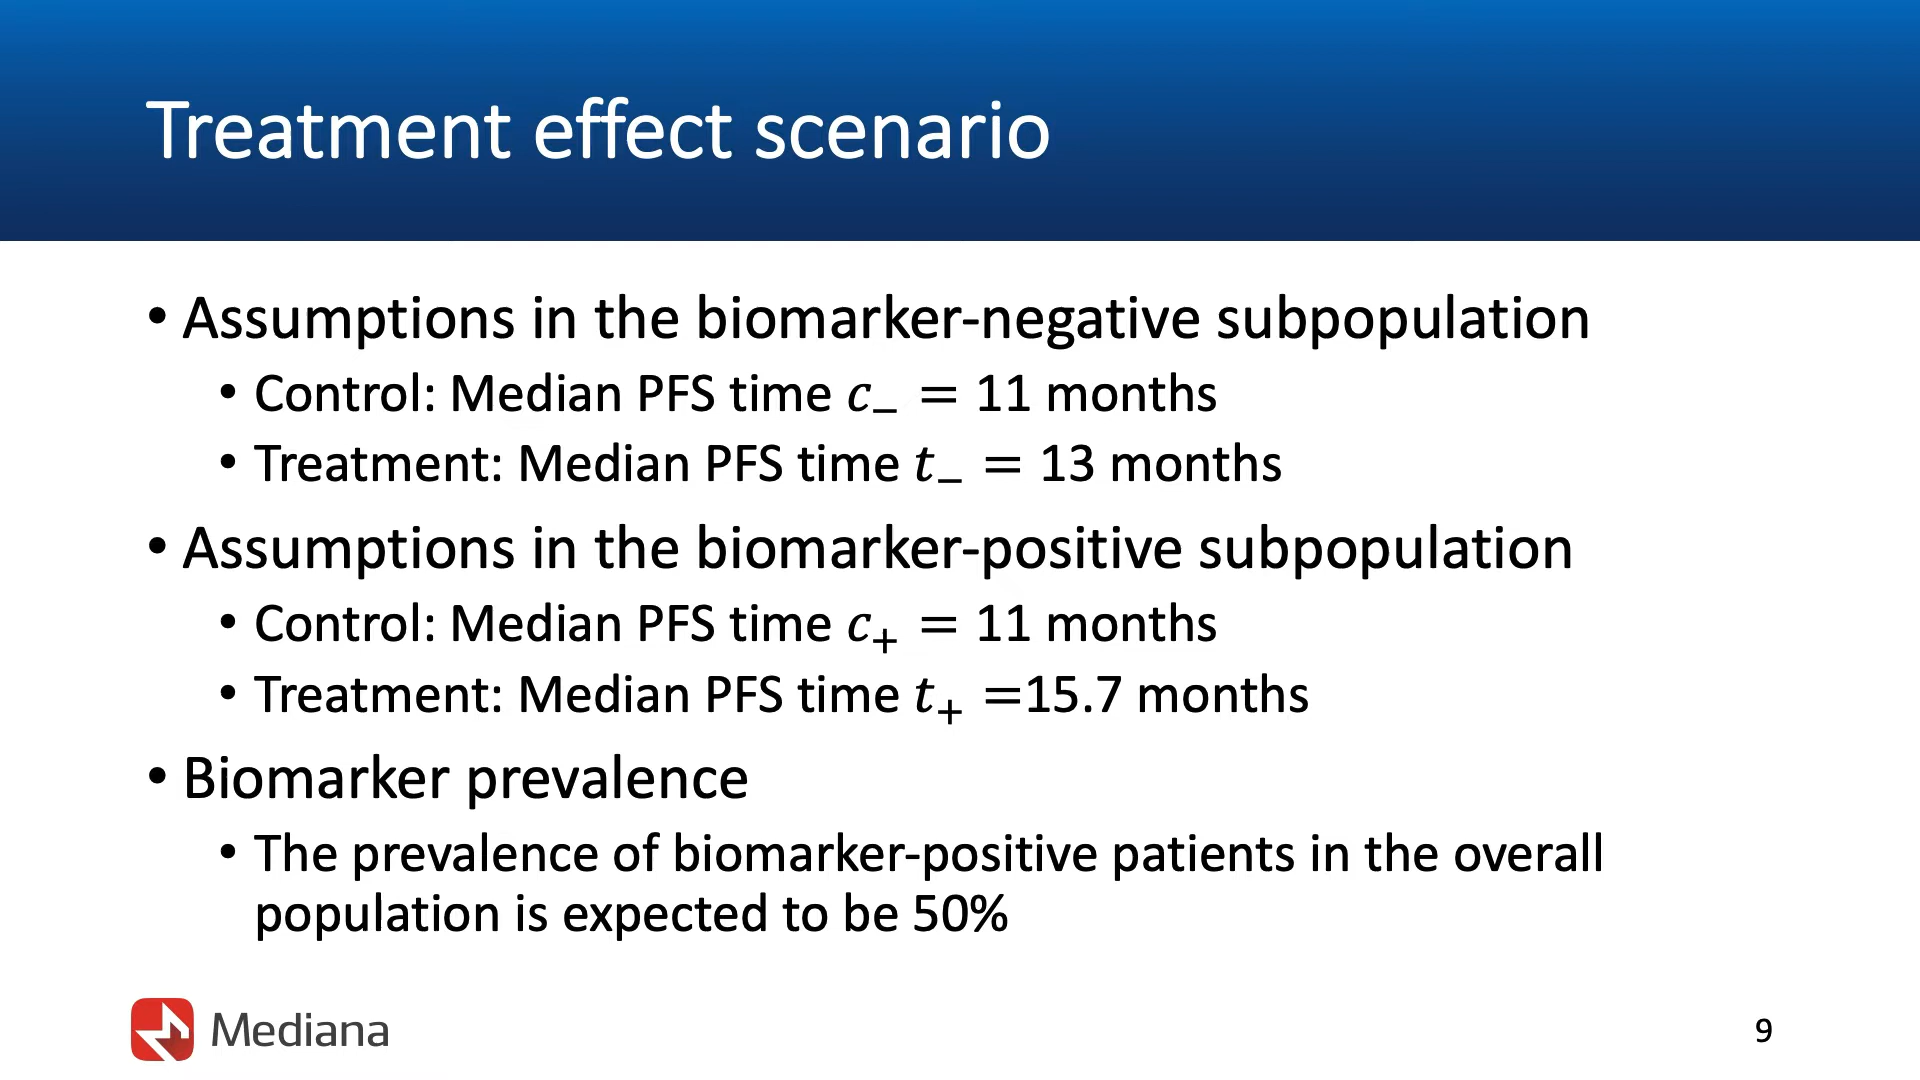 Treatment effect scenario
• Assumptions in the biomarker-negative subpopulation
• Control: Median PFS time c₋ = 11 months
• Treatment: Median PFS time t₋ = 13 months
• Assumptions in the biomarker-positive subpopulation
• Control: Median PFS time c₊ = 11 months
• Treatment: Median PFS time t₊ =15.7 months
• Biomarker prevalence
• The prevalence of biomarker-positive patients in the overall
population is expected to be 50%
Mediana
9